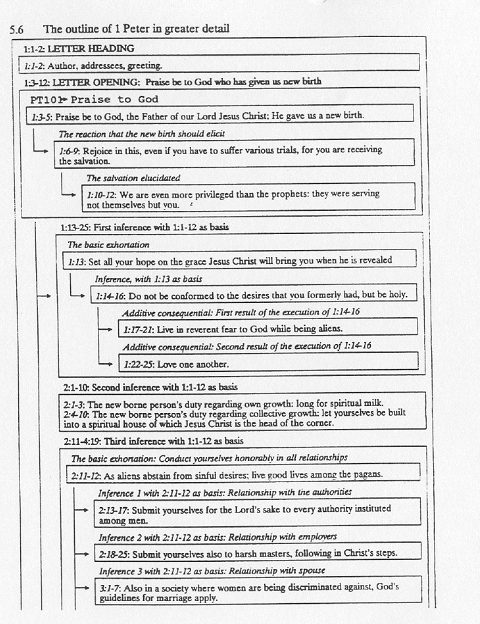 5.6 The outline of 1 Peter in greater detail
1:1-2: LETTER HEADING
1:1-2: Author, addressees, greeting.
1:3-12: LETTER OPENING: Praise be to God who has given us new birth
PT101 Praise to God
1:3-5: Praise be to God, the Father of our Lord Jesus Christ; He gave us a new birth.
The reaction that the new birth should elicit
1:6-9: Rejoice in this, even if you have to suffer various trials, for you are receiving
the salvation.
The salvation elucidated
1:10-12: We are even more privileged than the prophets: they were serving
not themselves but you.
1:13-25: First inference with 1:1-12 as basis
The basic exhortation
1:13: Set all your hope on the grace Jesus Christ will bring you when he is revealed
Inference, with 1:13 as basis
1:14-16: Do not be conformed to the desires that you formerly had, but be holy.
Additive consequential: First result of the execution of 1:14-16
1:17-21: Live in reverent fear to God while being aliens.
Additive consequential: Second result of the execution of 1:14-16
1:22-25: Love one another.
2:1-10: Second inference with 1:1-12 as basis
2:1-3: The new borne person's duty regarding own growth: long for spiritual milk.
2:4-10: The new borne person's duty regarding collective growth: let yourselves be built
into a spiritual house of which Jesus Christ is the head of the corner.
2:11-4:19: Third inference with 1:1-12 as basis
The basic exhortation: Conduct yourselves honorably in all relationships
2:11-12: As aliens abstain from sinful desires; live good lives among the pagans.
Inference 1 with 2:11-12 as basis: Relationship with the authorities
2:13-17: Submit yourselves for the Lord's sake to every authority instituted
among men.
Inference 2 with 2:11-12 as basis: Relationship with employers
2:18-25: Submit yourselves also to harsh masters, following in Christ's steps.
Inference 3 with 2:11-12 as basis: Relationship with spouse
3:1-7: Also in a society where women are being discriminated against, God's
guidelines for marriage apply.